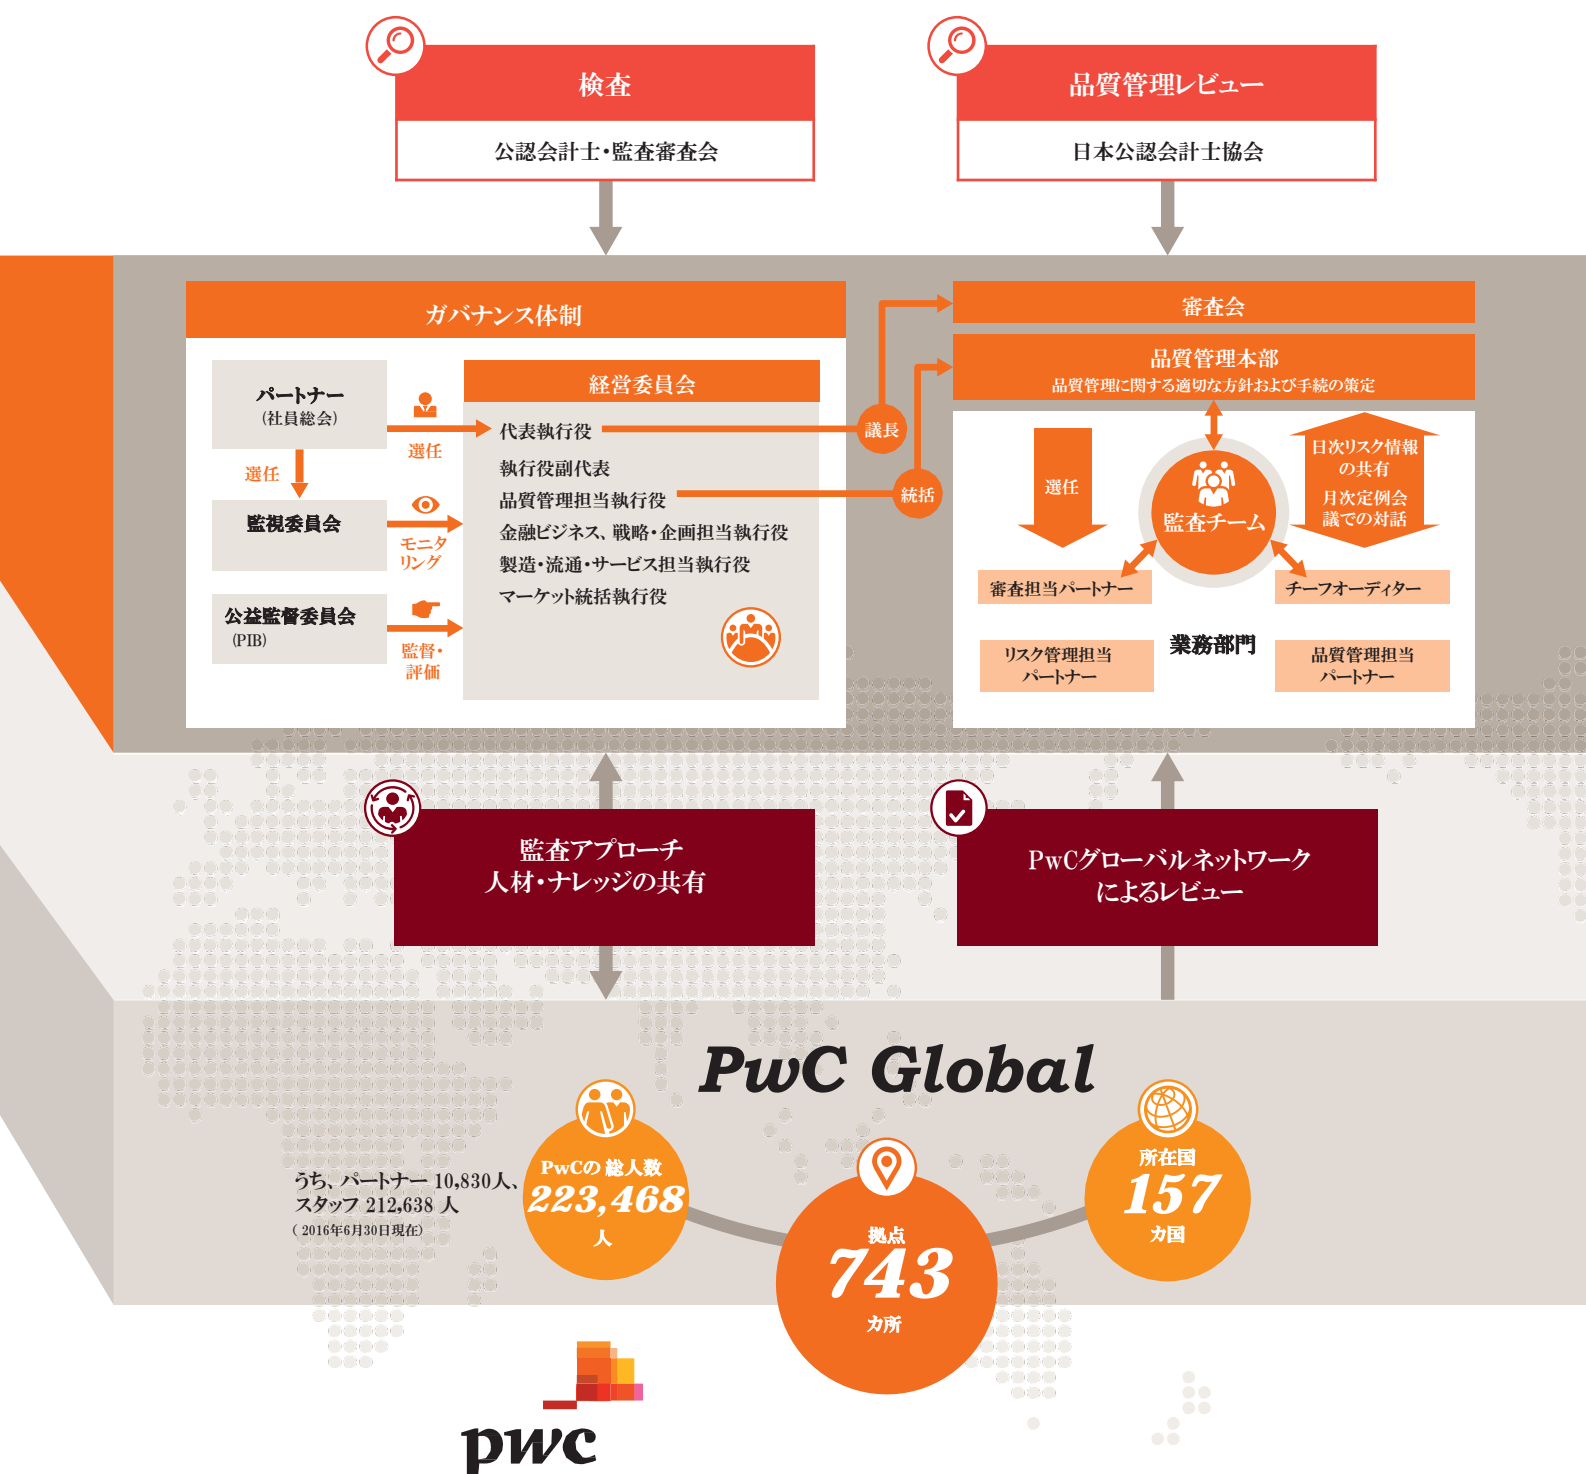 検査
公認会計士・監査審査会
品質管理レビュー
日本公認会計士協会
ガバナンス体制
パートナー
(社員総会)
選任
選任
監視委員会
モニタ
リング
公益監督委員会
(PIB)
監督・
評価
経営委員会
代表執行役
執行役副代表
品質管理担当執行役
金融ビジネス、戦略・企画担当執行役
製造・流通・サービス担当執行役
マーケット統括執行役
議長
統括
審査会
品質管理本部
品質管理に関する適切な方針および手続の策定
選任
監査チーム
日次リスク情報
の共有
月次定例会
議での対話
審査担当パートナー
チーフオーディター
業務部門
リスク管理担当
パートナー
品質管理担当
パートナー
監査アプローチ
人材・ナレッジの共有
PwCグローバルネットワーク
によるレビュー
PwC Global
うち、パートナー 10,830人、
スタッフ 212,638 人
( 2016年6月30日現在)
PwCの 総人数
223,468
人
拠点
743
カ所
所在国
157
カ国
pwc